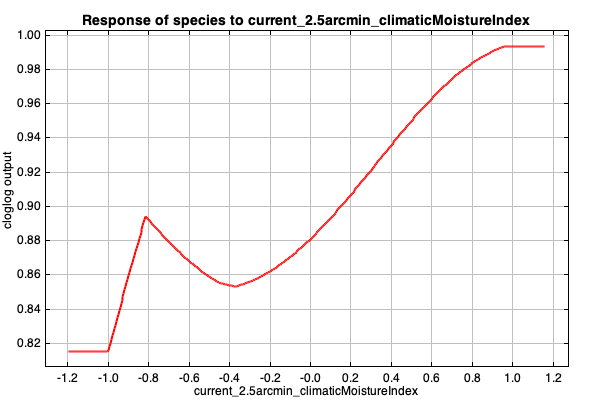 Response of species to current_2.5arcmin_climaticMoistureIndex
1.00
0.98
0.96
0.94
0.92
0.90
0.88
0.86
0.84
0.82
cloglog output
-1.2 -1.0 -0.8 -0.6 -0.4 -0.2 -0.0 0.2 0.4 0.6 0.8 1.0 1.2
current_2.5arcmin_climaticMoistureIndex